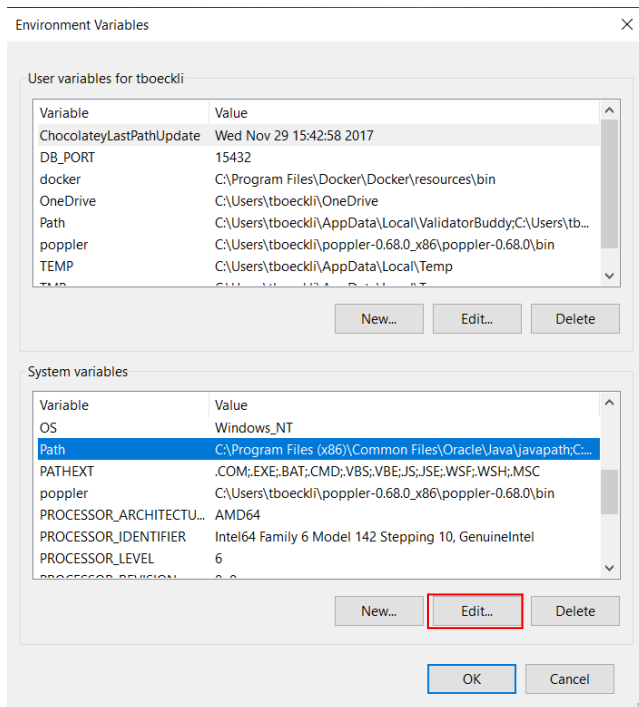 Environment Variables
User variables for tboeckli
Variable Value
ChocolateyLastPathUpdate Wed Nov 29 15:42:58 2017
DB_PORT 15432
docker C:\Program Files\Docker\Docker\resources\bin
OneDrive C:\Users\tboeckli\OneDrive
Path C:\Users\tboeckli\AppData\Local\ValidatorBuddy;C:\Users\tb...
poppler C:\Users\tboeckli\poppler-0.68.0_x86\poppler-0.68.0\bin
TEMP C:\Users\tboeckli\AppData\Local\Temp
New... Edit... Delete
System variables
Variable Value
OS Windows_NT
Path C:\Program Files (x86)\Common Files\Oracle\Java\javapath;C:...
PATHEXT .COM;.EXE;.BAT;.CMD;.VBS;.VBE;.JS;.JSE;.WSF;.WSH;.MSC
poppler C:\Users\tboeckli\poppler-0.68.0_x86\poppler-0.68.0\bin
PROCESSOR_ARCHITECTU... AMD64
PROCESSOR_IDENTIFIER Intel64 Family 6 Model 142 Stepping 10, GenuineIntel
PROCESSOR_LEVEL 6
New... Edit... Delete
OK Cancel